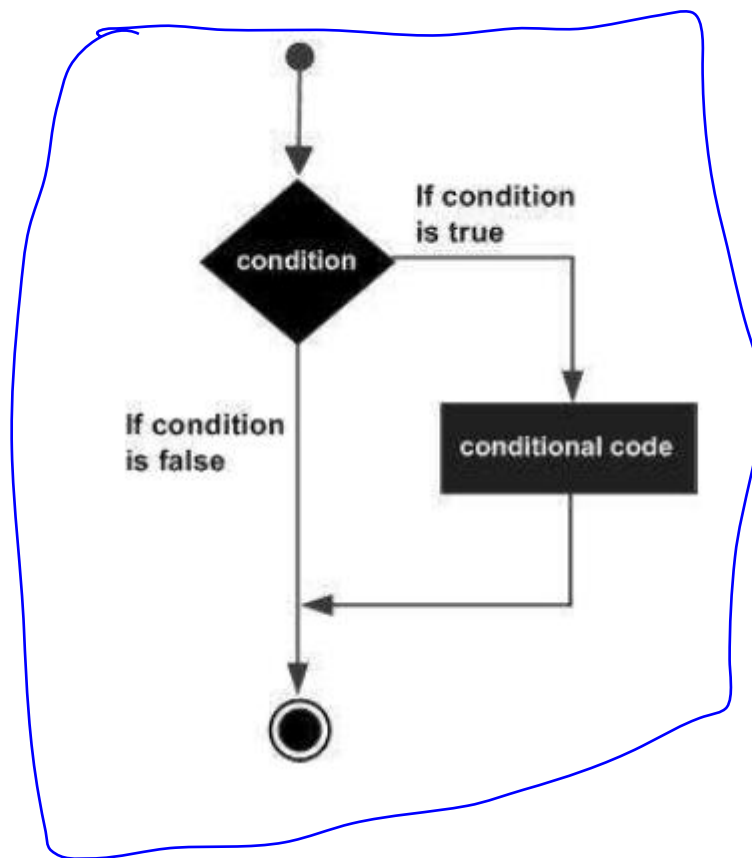 If condition
is true
condition
If condition
is false
conditional code